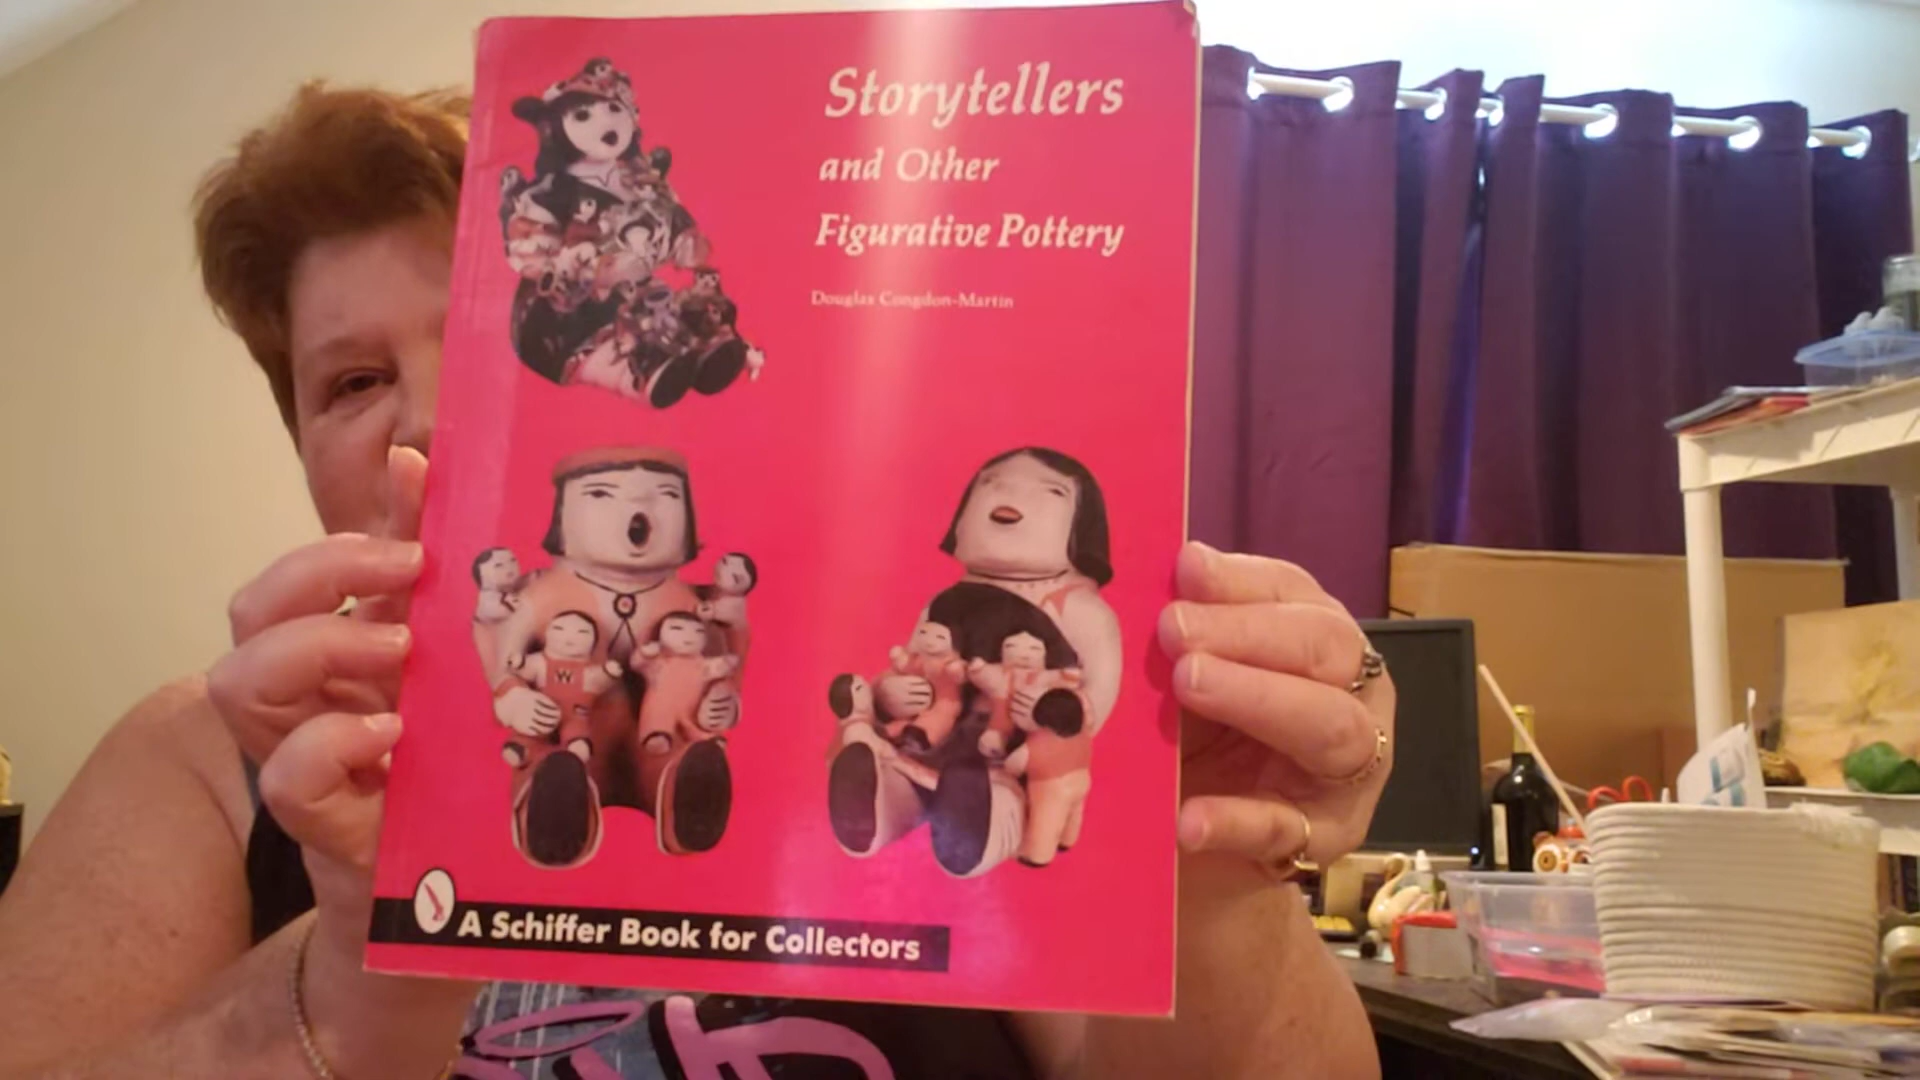 Storytellers
and Other
Figurative Pottery
Douglas Congdon-Martin
W
A Schiffer Book for Collectors